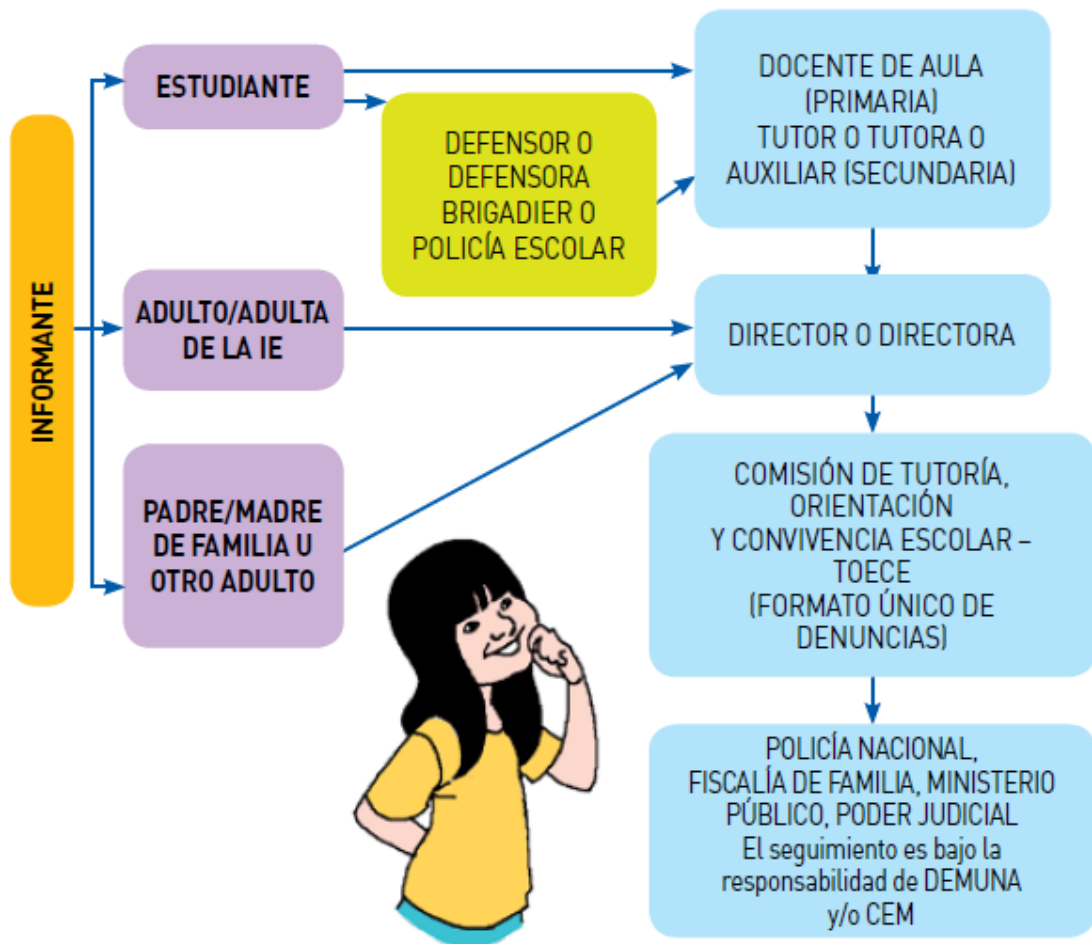 INFORMANTE
ESTUDIANTE
DEFENSOR O
DEFENSORA
BRIGADIER O
POLICÍA ESCOLAR
DOCENTE DE AULA
(PRIMARIA)
TUTOR O TUTORA O
AUXILIAR (SECUNDARIA)
ADULTO/ADULTA
DE LA IE
DIRECTOR O DIRECTORA
PADRE/MADRE
DE FAMILIA U
OTRO ADULTO
COMISIÓN DE TUTORÍA,
ORIENTACIÓN
Y CONVIVENCIA ESCOLAR –
TOECE
(FORMATO ÚNICO DE
DENUNCIAS)
POLICÍA NACIONAL,
FISCALÍA DE FAMILIA, MINISTERIO
PÚBLICO, PODER JUDICIAL
El seguimiento es bajo la
responsabilidad de DEMUNA
y/o CEM